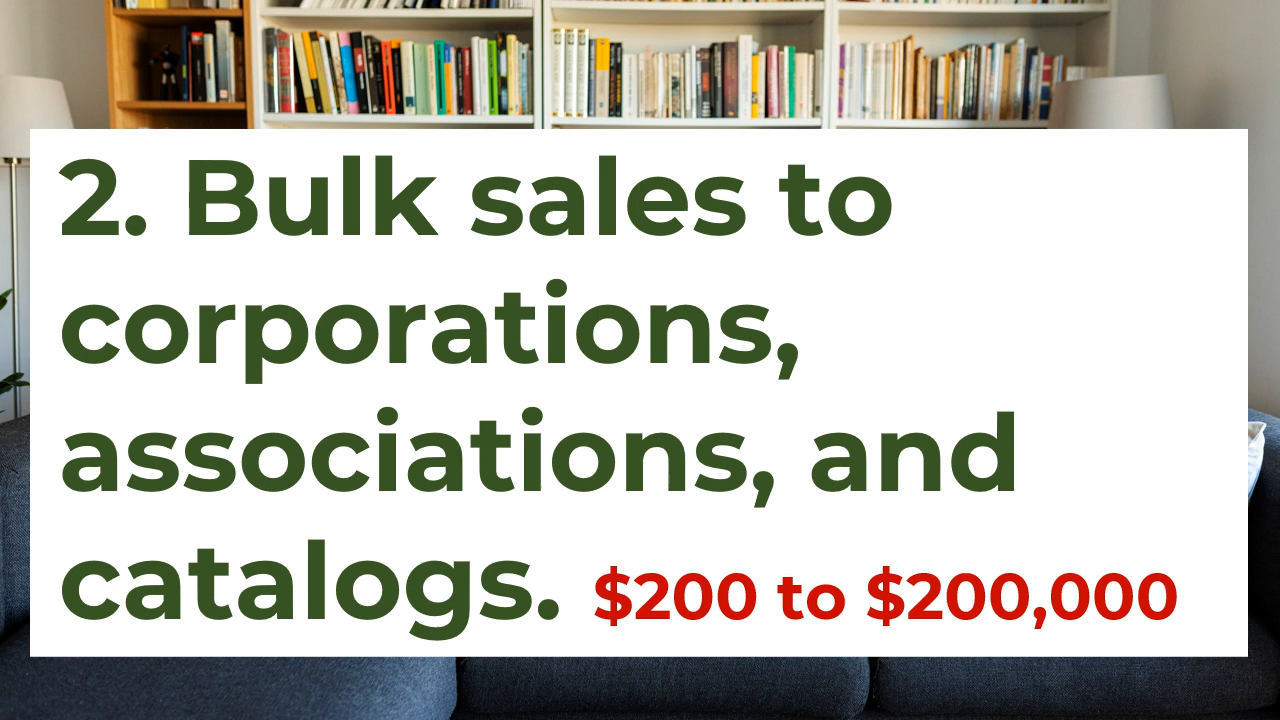 2. Bulk sales to
corporations,
associations, and
catalogs. $200 to $200,000